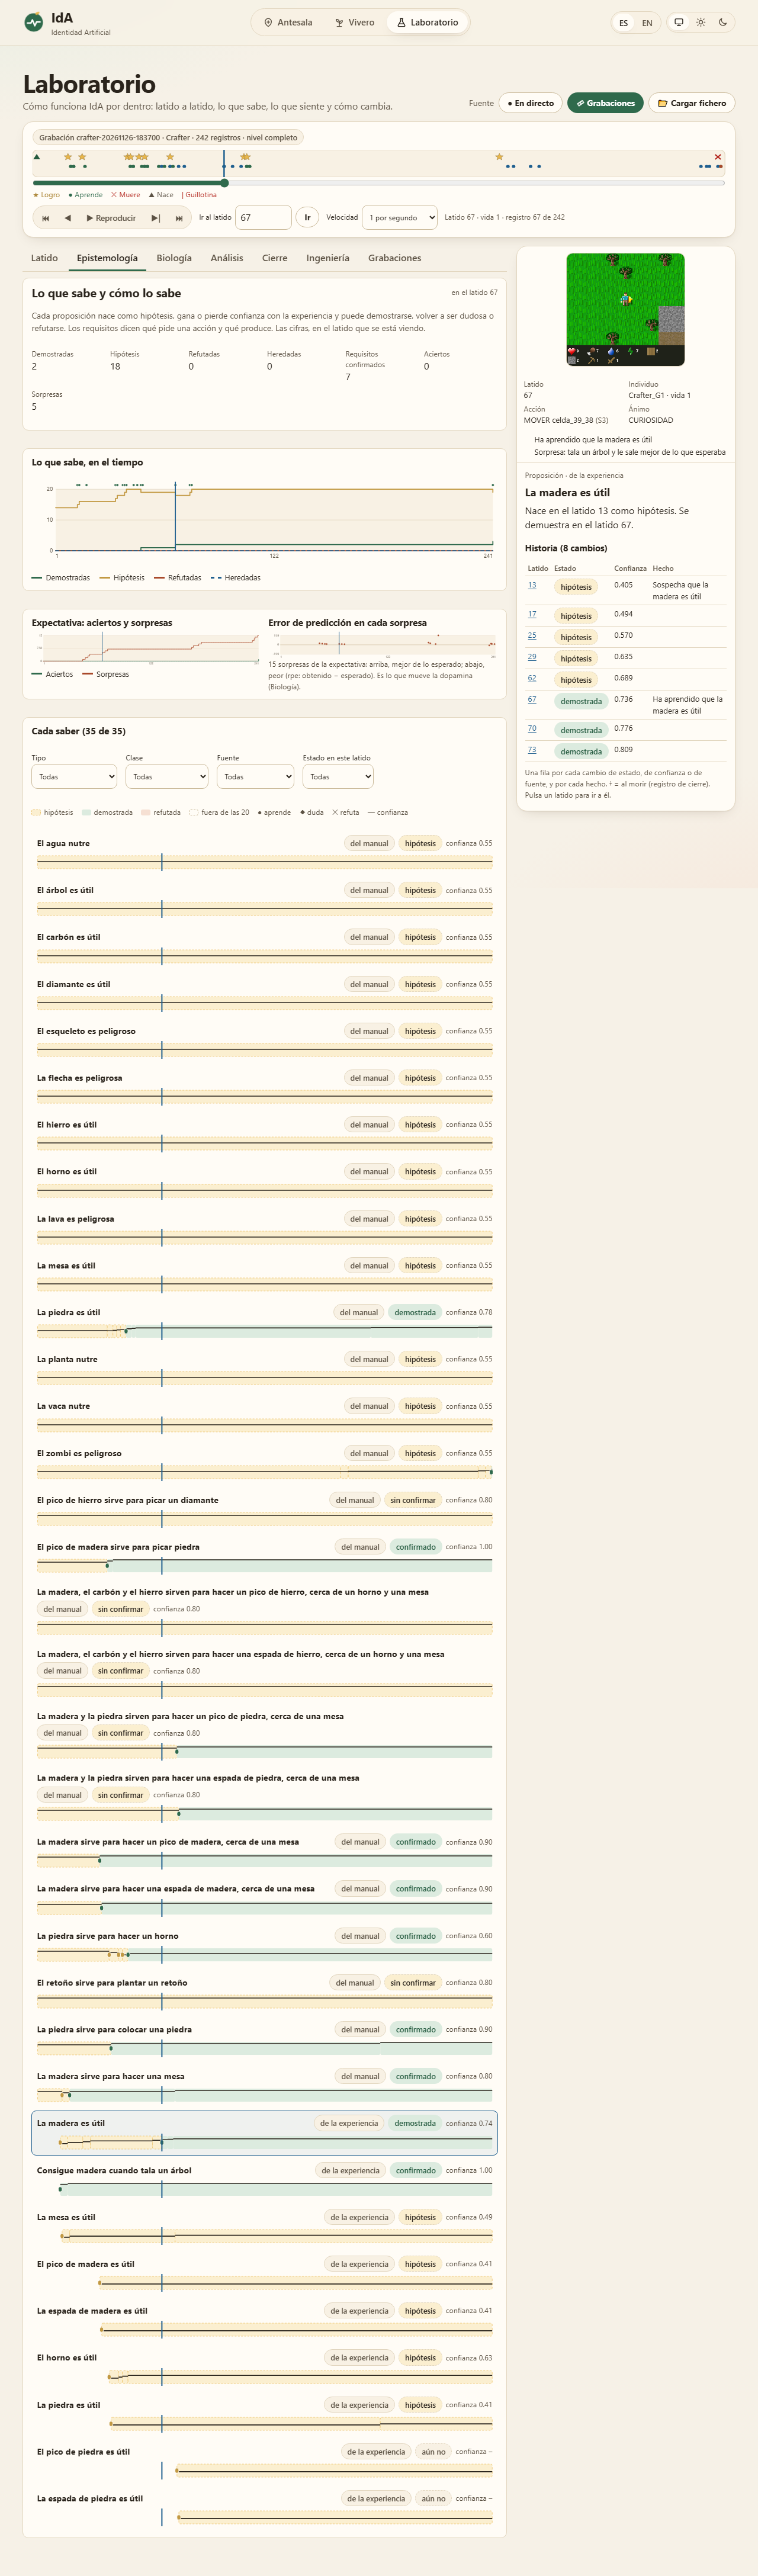 IdA
Identidad Artificial
Antesala
Vivero
Laboratorio
ES
EN
Laboratorio
Cómo funciona IdA por dentro: latido a latido, lo que sabe, lo que siente y cómo cambia.
Fuente
● En directo
Grabaciones
Cargar fichero
Grabación crafter-20261126-183700 · Crafter · 242 registros · nivel completo
★ Logro
● Aprende
✕ Muere
▲ Nace
| Guillotina
▶ Reproducir
Ir al latido
67
Ir
Velocidad
1 por segundo
Latido 67 · vida 1 · registro 67 de 242
Latido
Epistemología
Biología
Análisis
Cierre
Ingeniería
Grabaciones
Lo que sabe y cómo lo sabe
en el latido 67
Cada proposición nace como hipótesis, gana o pierde confianza con la experiencia y puede demostrarse, volver a ser dudosa o
refutarse. Los requisitos dicen qué pide una acción y qué produce. Las cifras, en el latido que se está viendo.
Demostradas
2
Hipótesis
18
Refutadas
0
Heredadas
0
Requisitos confirmados
7
Aciertos
0
Sorpresas
5
Lo que sabe, en el tiempo
20
10
0
1
122
241
Demostradas
Hipótesis
Refutadas
Heredadas
Expectativa: aciertos y sorpresas
Aciertos
Sorpresas
Error de predicción en cada sorpresa
15 sorpresas de la expectativa: arriba, mejor de lo esperado; abajo,
peor (rpe: obtenido − esperado). Es lo que mueve la dopamina
(Biología).
Cada saber (35 de 35)
Tipo
Todas
Clase
Todas
Fuente
Todas
Estado en este latido
Todas
hipótesis
demostrada
refutada
fuera de las 20
● aprende
◆ duda
✕ refuta
— confianza
El agua nutre
del manual
hipótesis
confianza 0.55
El árbol es útil
del manual
hipótesis
confianza 0.55
El carbón es útil
del manual
hipótesis
confianza 0.55
El diamante es útil
del manual
hipótesis
confianza 0.55
El esqueleto es peligroso
del manual
hipótesis
confianza 0.55
La flecha es peligrosa
del manual
hipótesis
confianza 0.55
El hierro es útil
del manual
hipótesis
confianza 0.55
El horno es útil
del manual
hipótesis
confianza 0.55
La lava es peligrosa
del manual
hipótesis
confianza 0.55
La mesa es útil
del manual
hipótesis
confianza 0.55
La piedra es útil
del manual
demostrada
confianza 0.78
La planta nutre
del manual
hipótesis
confianza 0.55
La vaca nutre
del manual
hipótesis
confianza 0.55
El zombi es peligroso
del manual
hipótesis
confianza 0.55
El pico de hierro sirve para picar un diamante
del manual
sin confirmar
confianza 0.80
El pico de madera sirve para picar piedra
del manual
confirmado
confianza 1.00
La madera, el carbón y el hierro sirven para hacer un pico de hierro, cerca de un horno y una mesa
del manual
sin confirmar
confianza 0.80
La madera, el carbón y el hierro sirven para hacer una espada de hierro, cerca de un horno y una mesa
del manual
sin confirmar
confianza 0.80
La madera y la piedra sirven para hacer un pico de piedra, cerca de una mesa
del manual
sin confirmar
confianza 0.80
La madera y la piedra sirven para hacer una espada de piedra, cerca de una mesa
del manual
sin confirmar
confianza 0.80
La madera sirve para hacer un pico de madera, cerca de una mesa
del manual
confirmado
confianza 0.90
La madera sirve para hacer una espada de madera, cerca de una mesa
del manual
confirmado
confianza 0.90
La piedra sirve para hacer un horno
del manual
confirmado
confianza 0.60
El retoño sirve para plantar un retoño
del manual
sin confirmar
confianza 0.80
La piedra sirve para colocar una piedra
del manual
confirmado
confianza 0.90
La madera sirve para hacer una mesa
del manual
confirmado
confianza 0.80
La madera es útil
de la experiencia
demostrada
confianza 0.74
Consigue madera cuando tala un árbol
de la experiencia
confirmado
confianza 1.00
La mesa es útil
de la experiencia
hipótesis
confianza 0.49
El pico de madera es útil
de la experiencia
hipótesis
confianza 0.41
La espada de madera es útil
de la experiencia
hipótesis
confianza 0.41
El horno es útil
de la experiencia
hipótesis
confianza 0.63
La piedra es útil
de la experiencia
hipótesis
confianza 0.41
El pico de piedra es útil
de la experiencia
aún no
confianza –
La espada de piedra es útil
de la experiencia
aún no
confianza –
Latido
67
Individuo
Crafter_G1 · vida 1
Acción
MOVER celda_39_38 (S3)
Ánimo
CURIOSIDAD
Ha aprendido que la madera es útil
Sorpresa: tala un árbol y le sale mejor de lo que esperaba
Proposición · de la experiencia
La madera es útil
Nace en el latido 13 como hipótesis. Se
demuestra en el latido 67.
Historia (8 cambios)
Latido Estado Confianza Hecho
13 hipótesis 0.405 Sospecha que la madera es útil
17 hipótesis 0.494
25 hipótesis 0.570
29 hipótesis 0.635
62 hipótesis 0.689
67 demostrada 0.736 Ha aprendido que la madera es útil
70 demostrada 0.776
73 demostrada 0.809
Una fila por cada cambio de estado, de confianza o de
fuente, y por cada hecho. † = al morir (registro de cierre).
Pulsa un latido para ir a él.